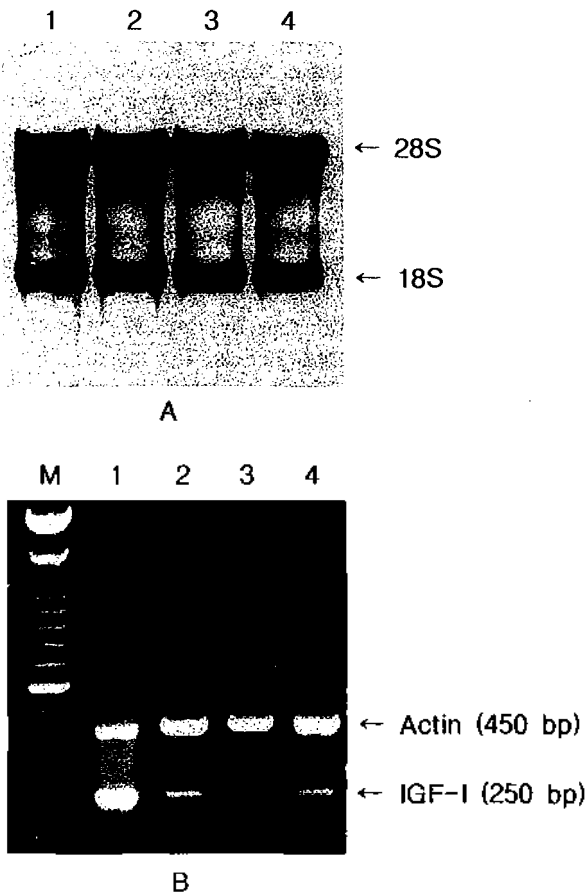 1 2 3 4
← 28S
← 18S
A
M 1 2 3 4
← Actin (450 bp)
← IGF-I (250 bp)
B